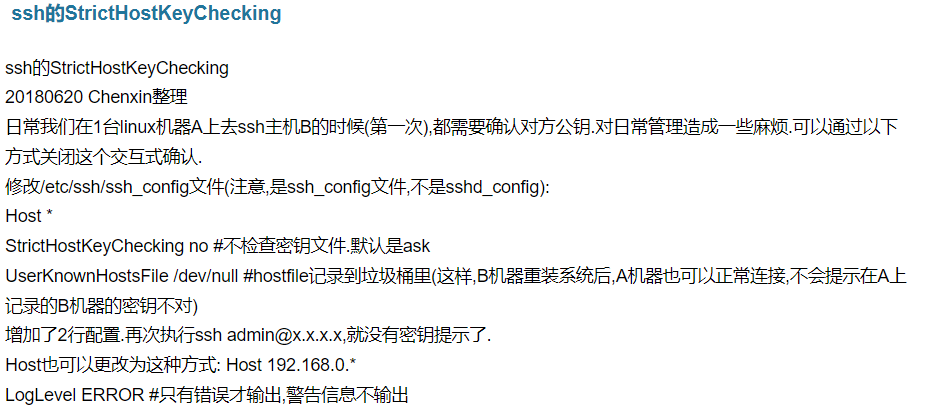 ssh的StrictHostKeyChecking
ssh的StrictHostKeyChecking
20180620 Chenxin整理
日常我们在1台linux机器A上去ssh主机B的时候(第一次),都需要确认对方公钥.对日常管理造成一些麻烦.可以通过以下
方式关闭这个交互式确认.
修改/etc/ssh/ssh_config文件(注意,是ssh_config文件,不是sshd_config):
Host *
StrictHostKeyChecking no #不检查密钥文件.默认是ask
UserKnownHostsFile /dev/null #hostfile记录到垃圾桶里(这样,B机器重装系统后,A机器也可以正常连接,不会提示在A上
记录的B机器的密钥不对)
增加了2行配置.再次执行ssh admin@x.x.x.x,就没有密钥提示了.
Host也可以更改为这种方式: Host 192.168.0.*
LogLevel ERROR #只有错误才输出,警告信息不输出